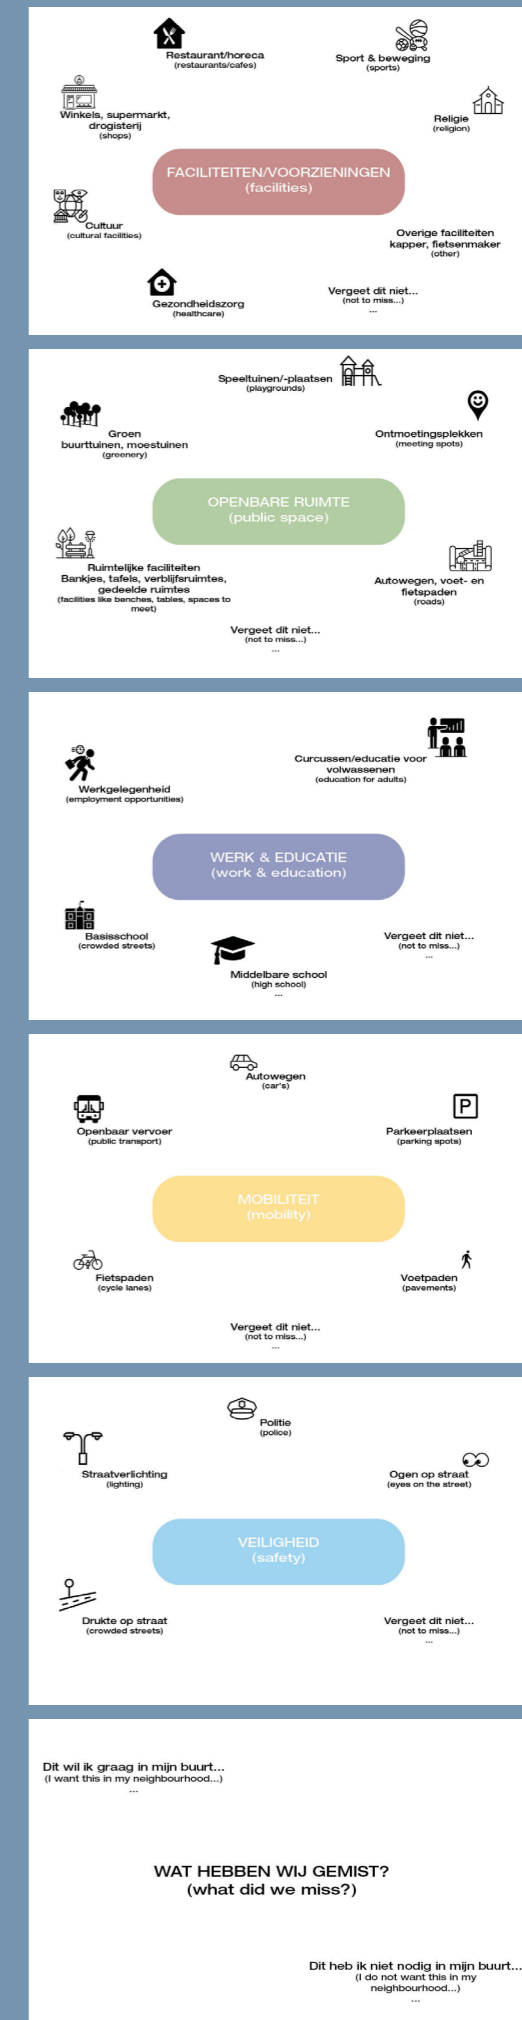 Restaurant/horeca
(restaurants/cafes)
Sport & beweging
(sports)
Winkels, supermarkt,
drogisterij
(shops)
Religie
(religion)
FACILITEITEN/VOORZIENINGEN
(facilities)
Cultuur
(cultural facilities)
Overige faciliteiten
kapper, fietsenmaker
(other)
Gezondheidszorg
(healthcare)
Vergeet dit niet...
(not to miss...)
...
Speeltuinen/-plaatsen
(playgrounds)
Groen
buurttuinen, moestuinen
(greenery)
Ontmoetingsplekken
(meeting spots)
OPENBARE RUIMTE
(public space)
Ruimtelijke faciliteiten
Bankjes, tafels, verblijfsruimtes,
gedeelde ruimtes
(facilities like benches, tables, spaces to
meet)
Autowegen, voet- en
fietspaden
(roads)
Vergeet dit niet...
(not to miss...)
...
Curcussen/educatie voor
volwassenen
(education for adults)
Werkgelegenheid
(employment opportunities)
WERK & EDUCATIE
(work & education)
Basisschool
(crowded streets)
Middelbare school
(high school)
...
Vergeet dit niet...
(not to miss...)
...
Autowegen
(car's)
Openbaar vervoer
(public transport)
P
Parkeerplaatsen
(parking spots)
MOBILITEIT
(mobility)
Fietspaden
(cycle lanes)
Voetpaden
(pavements)
Vergeet dit niet...
(not to miss...)
...
Politie
(police)
Straatverlichting
(lighting)
Ogen op straat
(eyes on the street)
VEILIGHEID
(safety)
Drukte op straat
(crowded streets)
Vergeet dit niet...
(not to miss...)
...
Dit wil ik graag in mijn buurt...
(I want this in my neighbourhood...)
...
WAT HEBBEN WIJ GEMIST?
(what did we miss?)
Dit heb ik niet nodig in mijn buurt...
(I do not want this in my
neighbourhood...)
...